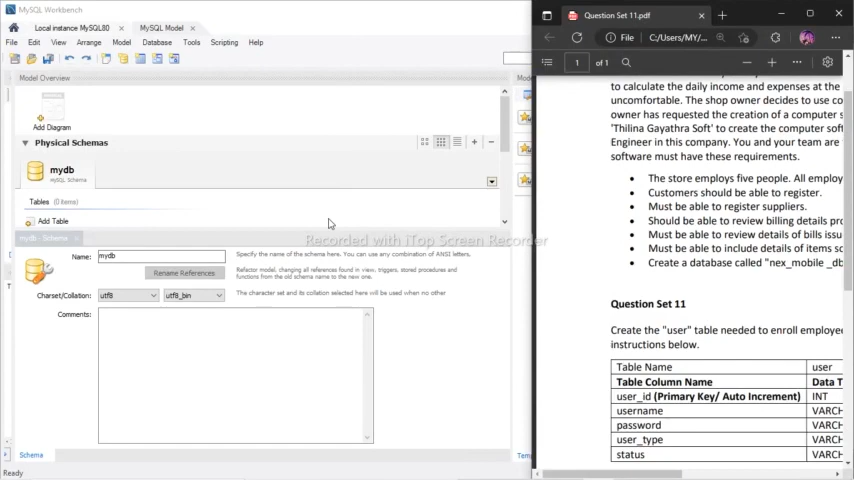 MySQL Workbench
Local instance MySQL80
MySQL Model
File Edit View Arrange Model Database Tools Scripting Help
Model Overview
Add Diagram
Physical Schemas
mydb
MySQL Schema
Tables (0 items)
Add Table
mydb - Schema
Name: mydb
Specify the name of the schema here. You can use any combination of ANSI letters,
Rename References
Refactor model, changing all references found in view, triggers, stored procedures and
functions from the old schema name to the new one.
Charset/Collation: utf8 utf8_bin
The character set and its collation selected here will be used when no other
Comments:
Schema
Ready
Mode
Tem
Recorded with iTop Screen Recorder
Question Set 11.pdf
File C:/Users/MY/...
1 of 1
to calculate the daily income and expenses at the
uncomfortable. The shop owner decides to use co
owner has requested the creation of a computer s
'Thilina Gayathra Soft' to create the computer soft
Engineer in this company. You and your team are
software must have these requirements.
• The store employs five people. All employ
• Customers should be able to register.
• Must be able to register suppliers.
• Should be able to review billing details pro
• Must be able to review details of bills issu
• Must be able to include details of items so
• Create a database called "nex_mobile _db
Question Set 11
Create the "user" table needed to enroll employee
instructions below.
Table Name user
Table Column Name Data T
user_id (Primary Key/ Auto Increment) INT
username VARCH
password VARCH
user_type VARCH
status VARCH